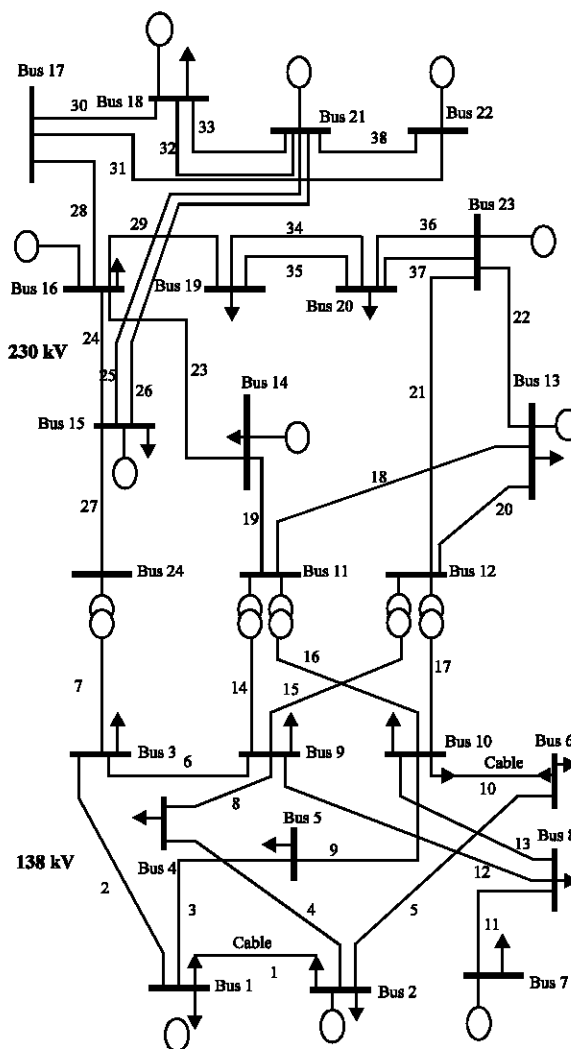 Bus 17
30
Bus 18
33
Bus 21
Bus 22
32
38
31
28
29
34
36
Bus 23
35
37
Bus 16
Bus 19
Bus 20
22
24
230 kV
25
26
23
Bus 14
21
Bus 13
Bus 15
18
27
19
20
Bus 24
Bus 11
Bus 12
16
17
7
14
15
Bus 3
6
Bus 9
Bus 10
Cable
Bus 6
10
8
Bus 5
13
Bus 8
138 kV
Bus 4
9
12
2
3
4
5
11
Cable
1
Bus 1
Bus 2
Bus 7